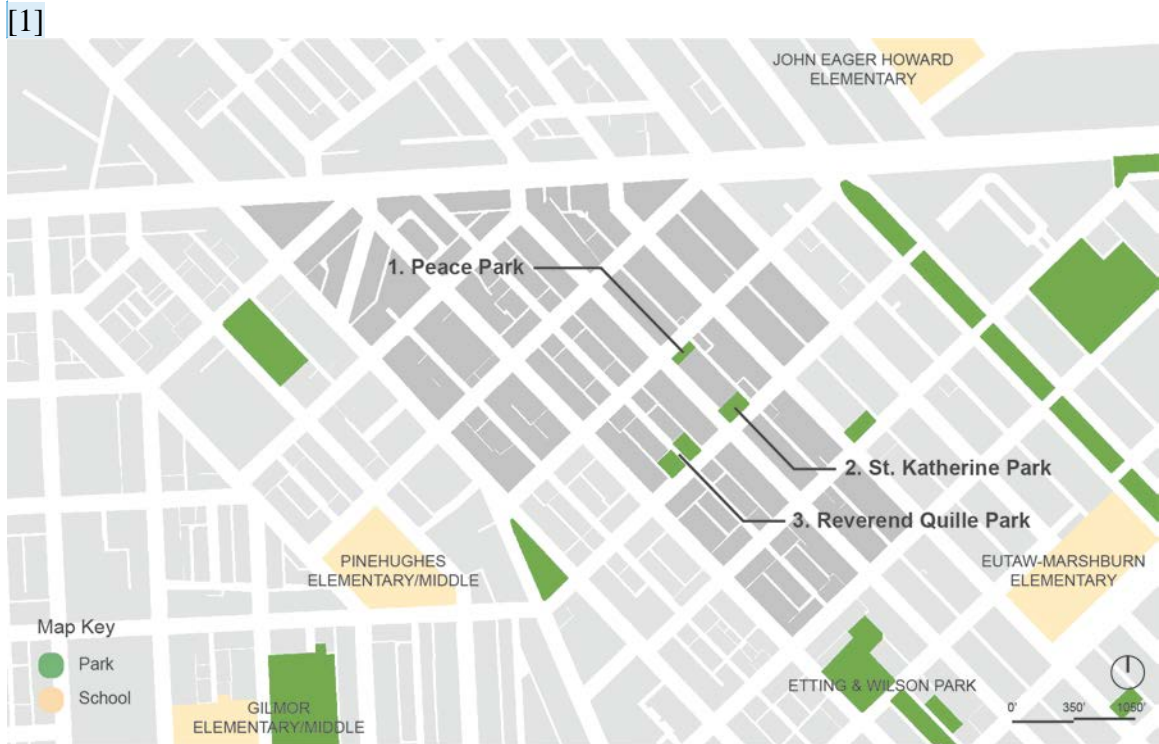 [1]
JOHN EAGER HOWARD
ELEMENTARY
1. Peace Park
2. St. Katherine Park
3. Reverend Quille Park
PINEHUGHES
ELEMENTARY/MIDDLE
EUTAW-MARSHBURN
ELEMENTARY
Map Key
Park
School
GILMOR
ELEMENTARY/MIDDLE
ETTING & WILSON PARK
0' 350' 1060'